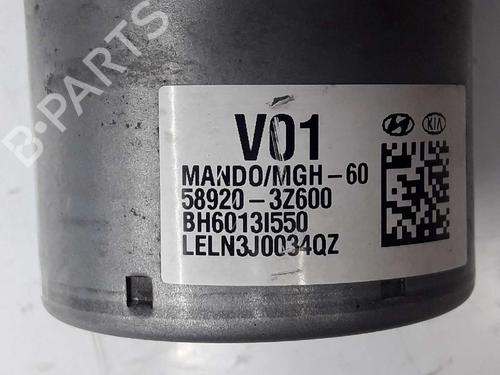 B-PARTS
V01
MANDO/MGH-60
58920-3Z600
BH6013I550
LELN3J0034QZ
KIA